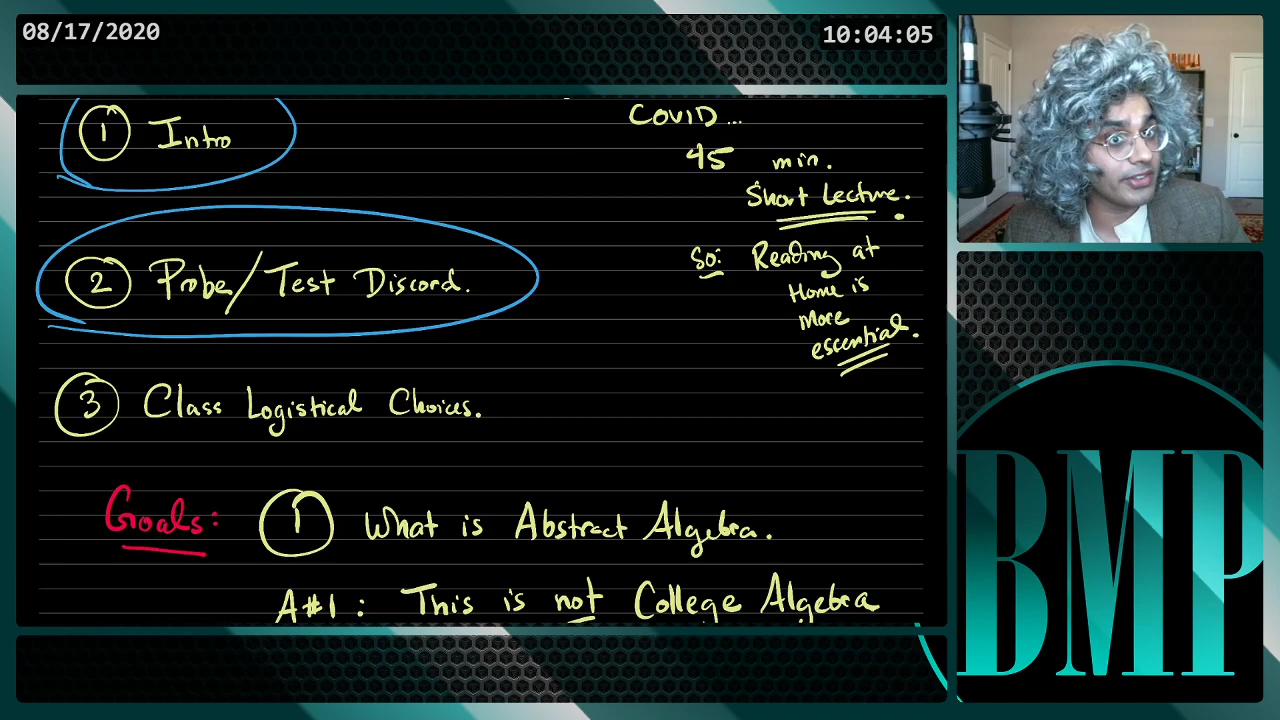 08/17/2020
10:04:05
① Intro
② Probe/Test Discord.
③ Class Logistical Choices.
COVID...
45 min.
Short Lecture.
So: Reading at
Home is
More
essential.
Goals: ① What is Abstract Algebra.
A#1: This is not College Algebra
BMP